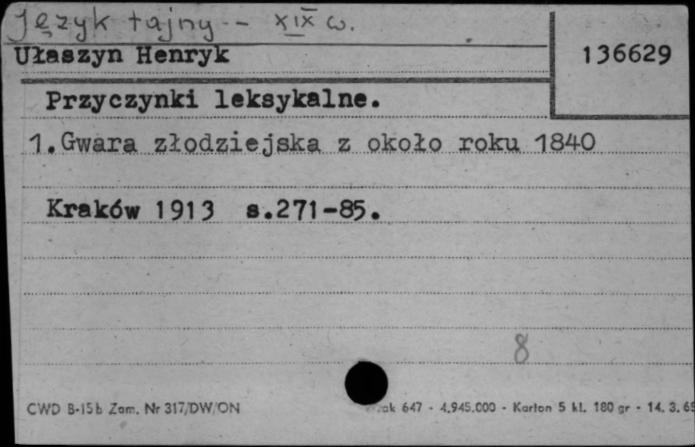 Język tajny - XIX w.
Ułaszyn Henryk
136629
Przyczynki leksykalne.
1.Gwara złodziejska z około roku 1840
Kraków 1913 s.271-85.
8
CWD B-15b Zam. Nr 317/DW/ON
647 - 4.945.000 - Karton 5 kl. 180 gr - 14. 3. 65